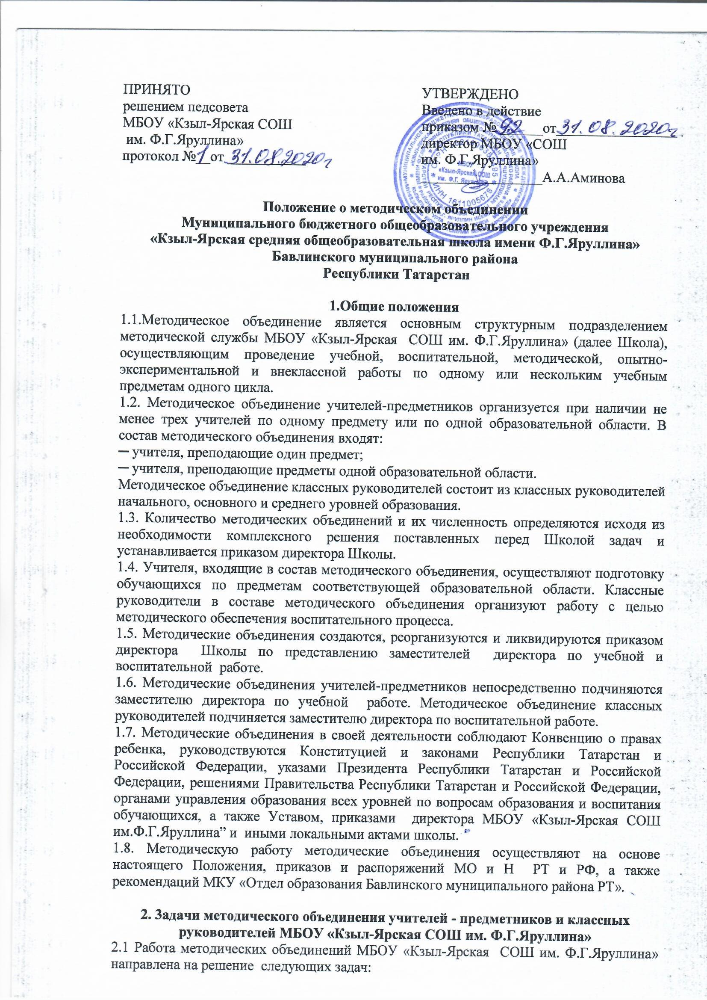 ПРИНЯТО
решением педсовета
МБОУ «Кзыл-Ярская СОШ
им. Ф.Г.Яруллина»
протокол № 1 от 31.08.2020г
УТВЕРЖДЕНО
Введено в действие
приказом № 92 от 31.08.2020г
директор МБОУ «СОШ
им. Ф.Г.Яруллина»
А.А.Аминова
МБОУ
«Кзыл-Ярская СОШ
им. Ф.Г. Яруллина»
ИНН 1611005678
Положение о методическом объединении
Муниципального бюджетного общеобразовательного учреждения
«Кзыл-Ярская средняя общеобразовательная школа имени Ф.Г.Яруллина»
Бавлинского муниципального района
Республики Татарстан
1.Общие положения
1.1.Методическое объединение является основным структурным подразделением
методической службы МБОУ «Кзыл-Ярская СОШ им. Ф.Г.Яруллина» (далее Школа),
осуществляющим проведение учебной, воспитательной, методической, опытно-
экспериментальной и внеклассной работы по одному или нескольким учебным
предметам одного цикла.
1.2. Методическое объединение учителей-предметников организуется при наличии не
менее трех учителей по одному предмету или по одной образовательной области. В
состав методического объединения входят:
─ учителя, преподающие один предмет;
─ учителя, преподающие предметы одной образовательной области.
Методическое объединение классных руководителей состоит из классных руководителей
начального, основного и среднего уровней образования.
1.3. Количество методических объединений и их численность определяются исходя из
необходимости комплексного решения поставленных перед Школой задач и
устанавливается приказом директора Школы.
1.4. Учителя, входящие в состав методического объединения, осуществляют подготовку
обучающихся по предметам соответствующей образовательной области. Классные
руководители в составе методического объединения организуют работу с целью
методического обеспечения воспитательного процесса.
1.5. Методические объединения создаются, реорганизуются и ликвидируются приказом
директора Школы по представлению заместителей директора по учебной и
воспитательной работе.
1.6. Методические объединения учителей-предметников непосредственно подчиняются
заместителю директора по учебной работе. Методическое объединение классных
руководителей подчиняется заместителю директора по воспитательной работе.
1.7. Методические объединения в своей деятельности соблюдают Конвенцию о правах
ребенка, руководствуются Конституцией и законами Республики Татарстан и
Российской Федерации, указами Президента Республики Татарстан и Российской
Федерации, решениями Правительства Республики Татарстан и Российской Федерации,
органами управления образования всех уровней по вопросам образования и воспитания
обучающихся, а также Уставом, приказами директора МБОУ «Кзыл-Ярская СОШ
им.Ф.Г.Яруллина” и иными локальными актами школы.
1.8. Методическую работу методические объединения осуществляют на основе
настоящего Положения, приказов и распоряжений МО и Н РТ и РФ, а также
рекомендаций МКУ «Отдел образования Бавлинского муниципального района РТ».
2. Задачи методического объединения учителей - предметников и классных
руководителей МБОУ «Кзыл-Ярская СОШ им. Ф.Г.Яруллина»
2.1 Работа методических объединений МБОУ «Кзыл-Ярская СОШ им. Ф.Г.Яруллина»
направлена на решение следующих задач: